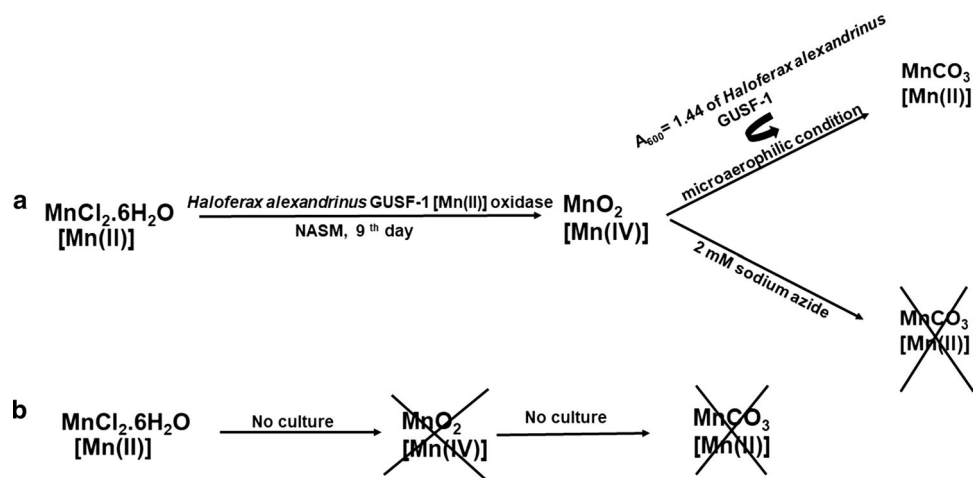 a
MnCl₂.6H₂O
[Mn(II)]
Haloferax alexandrinus GUSF-1 [Mn(II)] oxidase
NASM, 9 th day
MnO₂
[Mn(IV)]
A₆₀₀= 1.44 of Haloferax alexandrinus
GUSF-1
microaerophilic condition
MnCO₃
[Mn(II)]
2 mM sodium azide
MnCO₃
[Mn(II)]
b
MnCl₂.6H₂O
[Mn(II)]
No culture
MnO₂
[Mn(IV)]
No culture
MnCO₃
[Mn(II)]